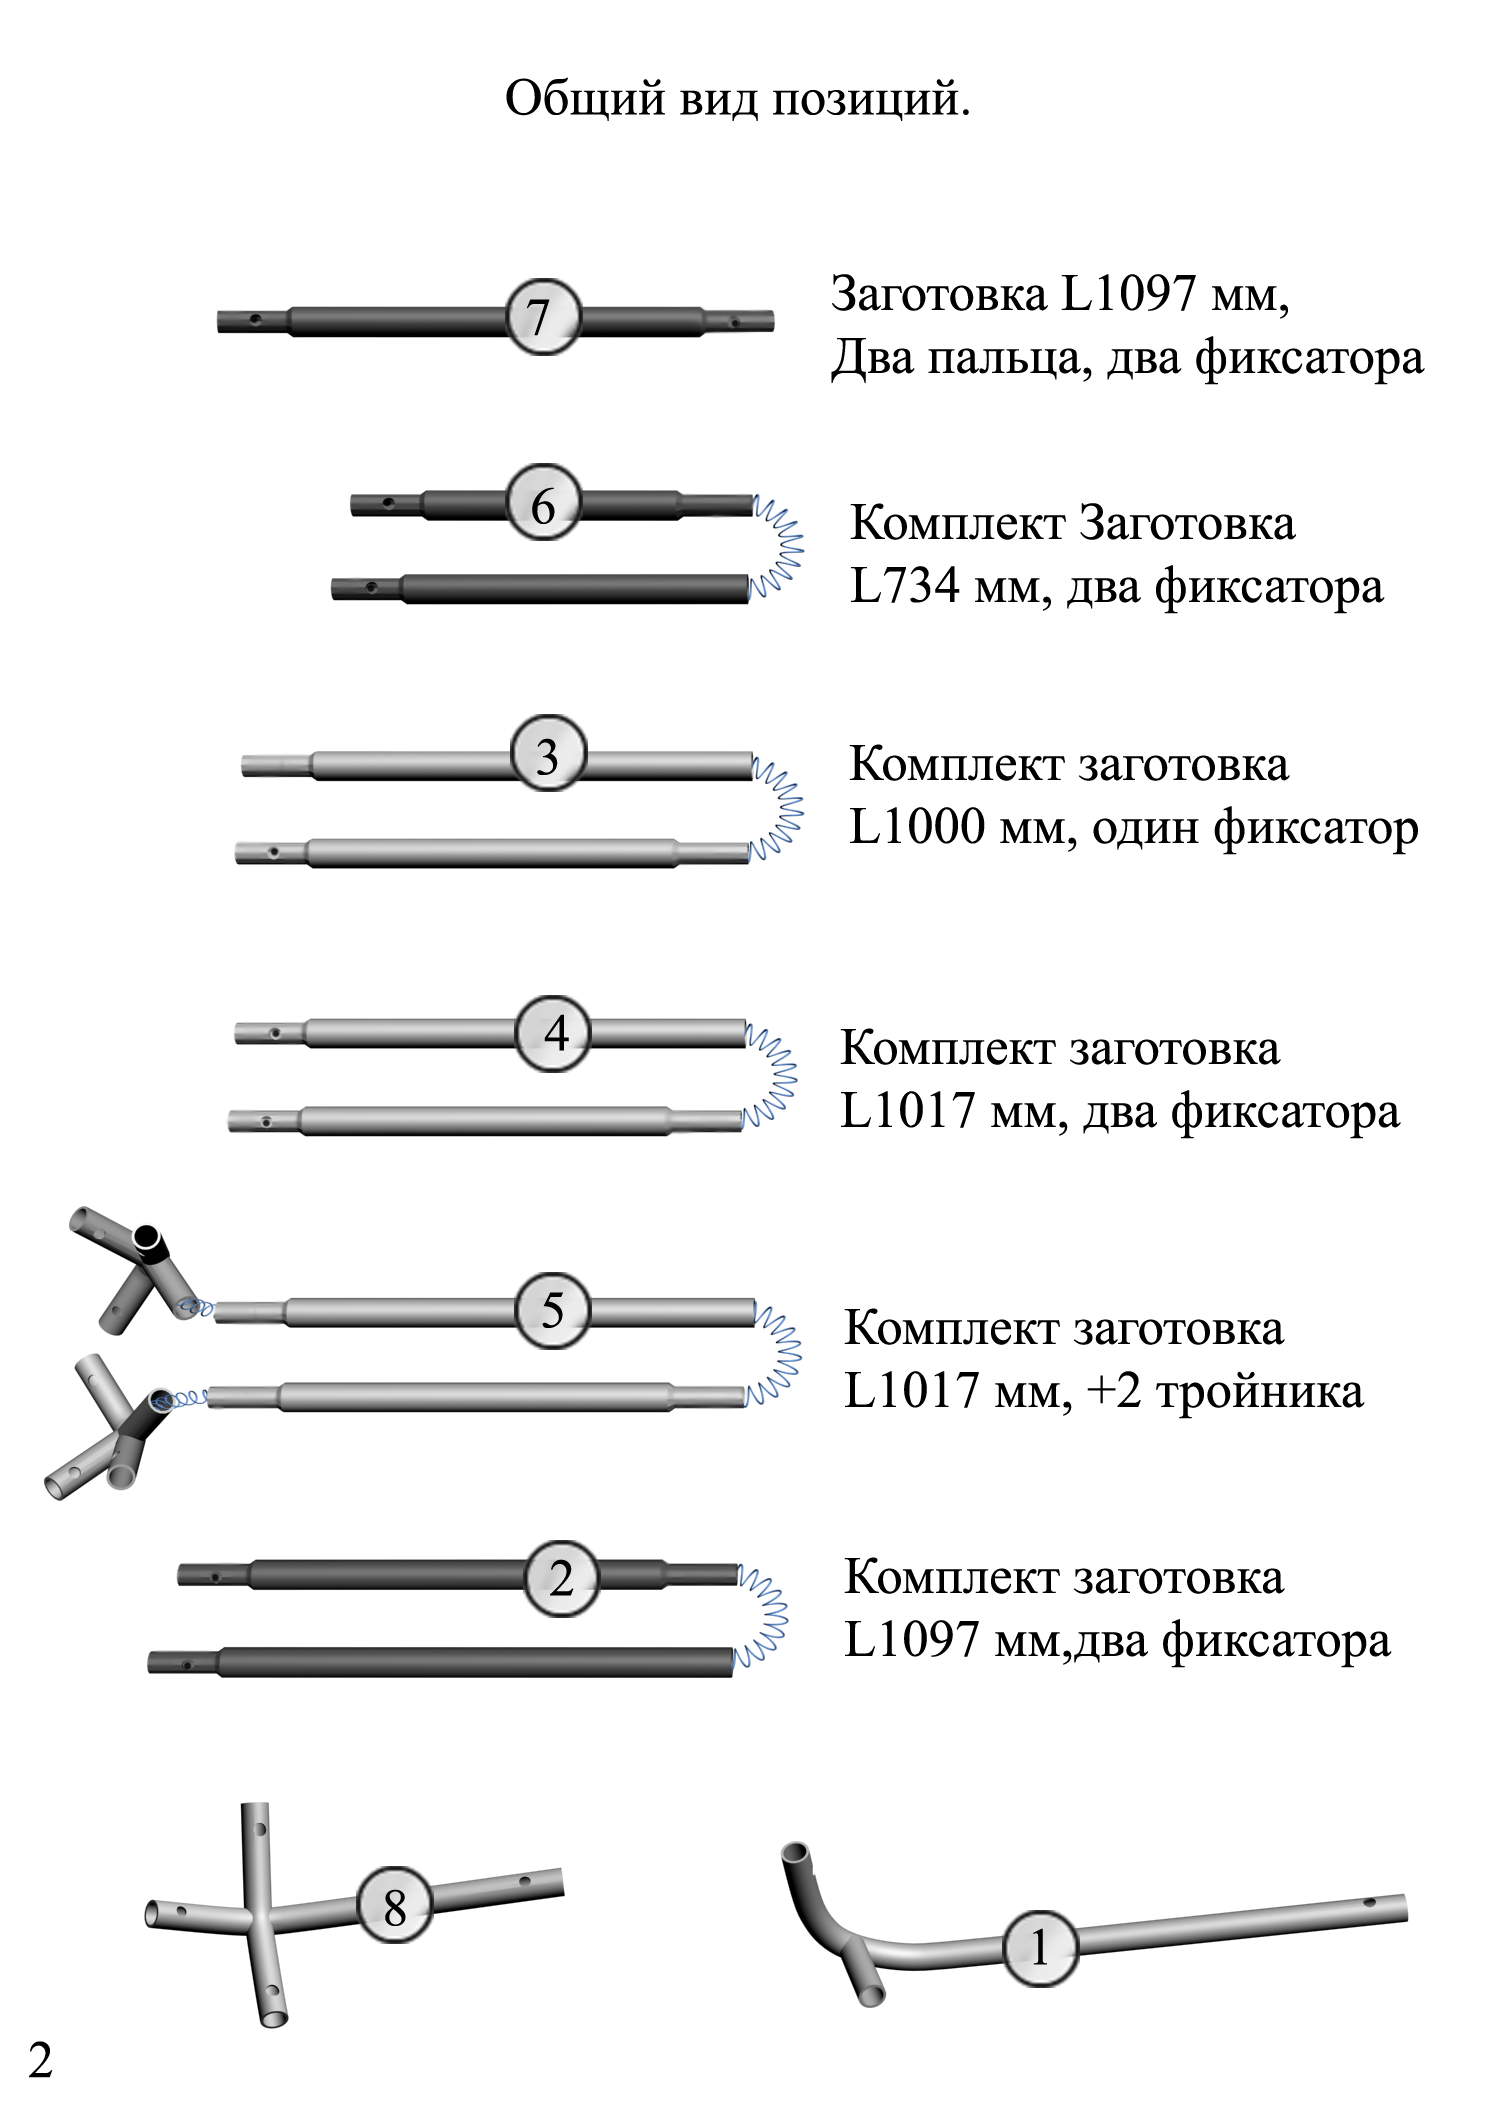 Общий вид позиций.
7
Заготовка L1097 мм,
Два пальца, два фиксатора
6
Комплект Заготовка
L734 мм, два фиксатора
3
Комплект заготовка
L1000 мм, один фиксатор
4
Комплект заготовка
L1017 мм, два фиксатора
5
Комплект заготовка
L1017 мм, +2 тройника
2
Комплект заготовка
L1097 мм,два фиксатора
8
1
2